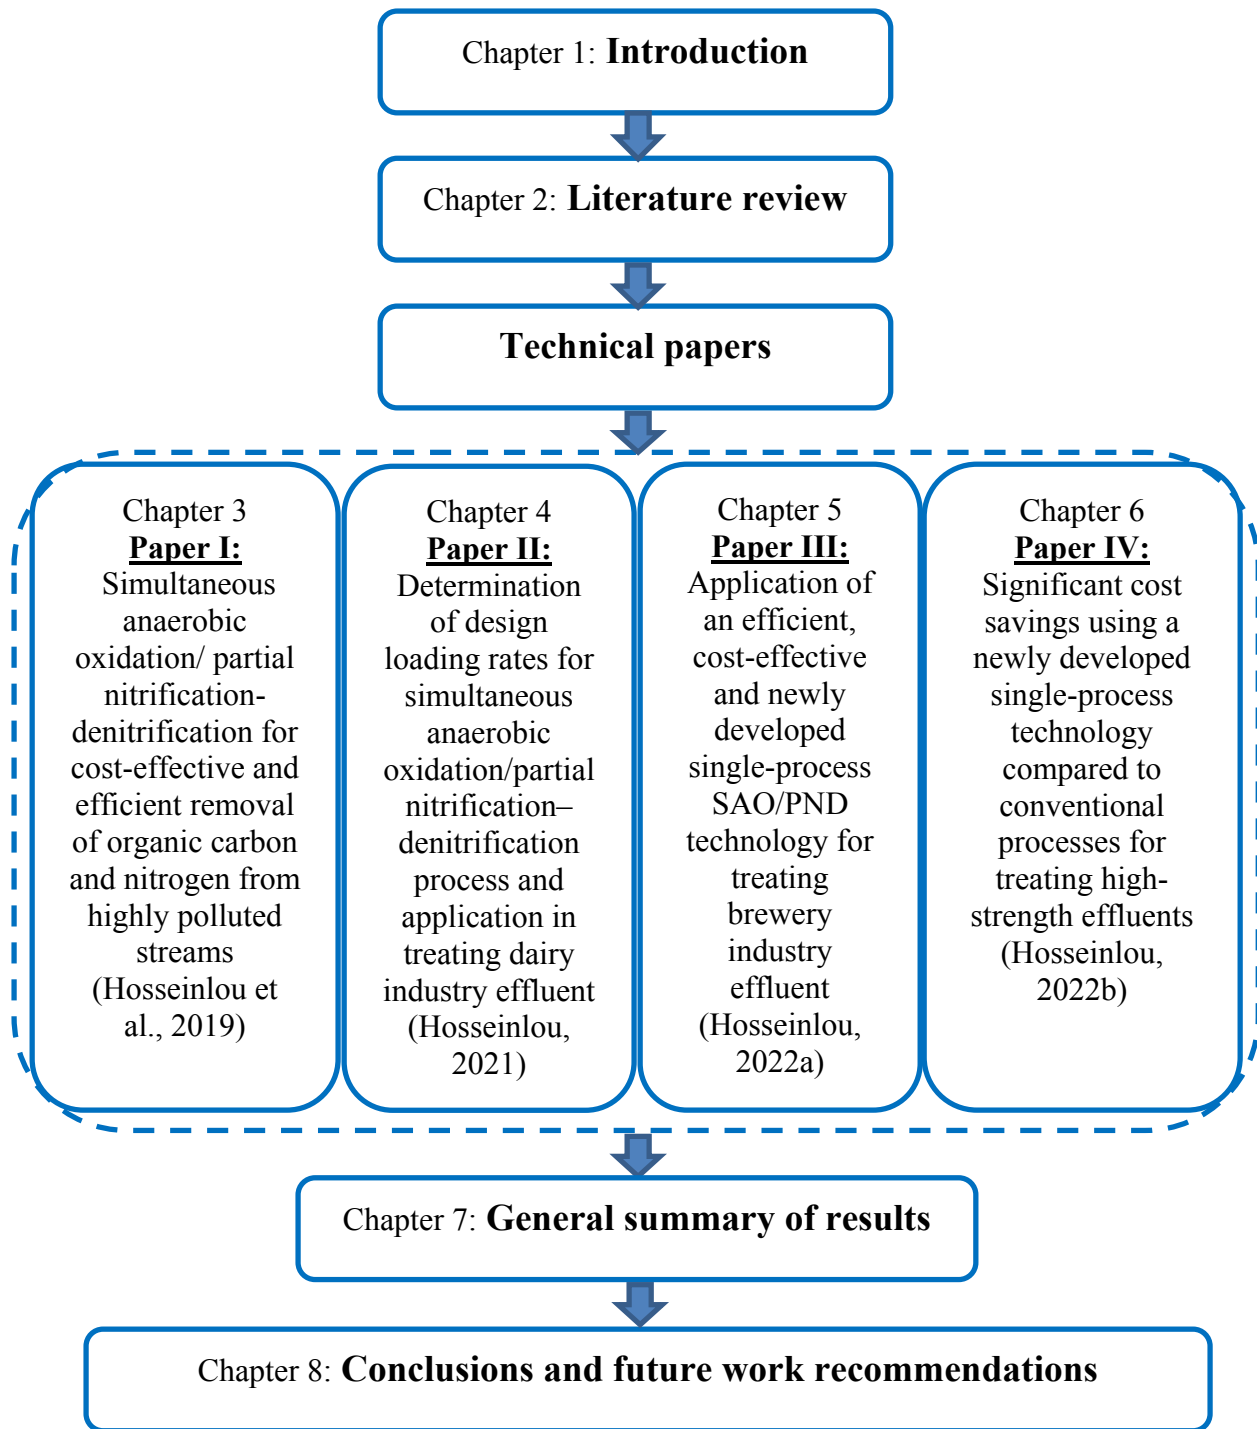 Chapter 1: Introduction
Chapter 2: Literature review
Technical papers
Chapter 3
Paper I:
Simultaneous
anaerobic
oxidation/ partial
nitrification-
denitrification for
cost-effective and
efficient removal
of organic carbon
and nitrogen from
highly polluted
streams
(Hosseinlou et
al., 2019)
Chapter 4
Paper II:
Determination
of design
loading rates for
simultaneous
anaerobic
oxidation/partial
nitrification–
denitrification
process and
application in
treating dairy
industry effluent
(Hosseinlou,
2021)
Chapter 5
Paper III:
Application of
an efficient,
cost-effective
and newly
developed
single-process
SAO/PND
technology for
treating
brewery
industry
effluent
(Hosseinlou,
2022a)
Chapter 6
Paper IV:
Significant cost
savings using a
newly developed
single-process
technology
compared to
conventional
processes for
treating high-
strength effluents
(Hosseinlou,
2022b)
Chapter 7: General summary of results
Chapter 8: Conclusions and future work recommendations